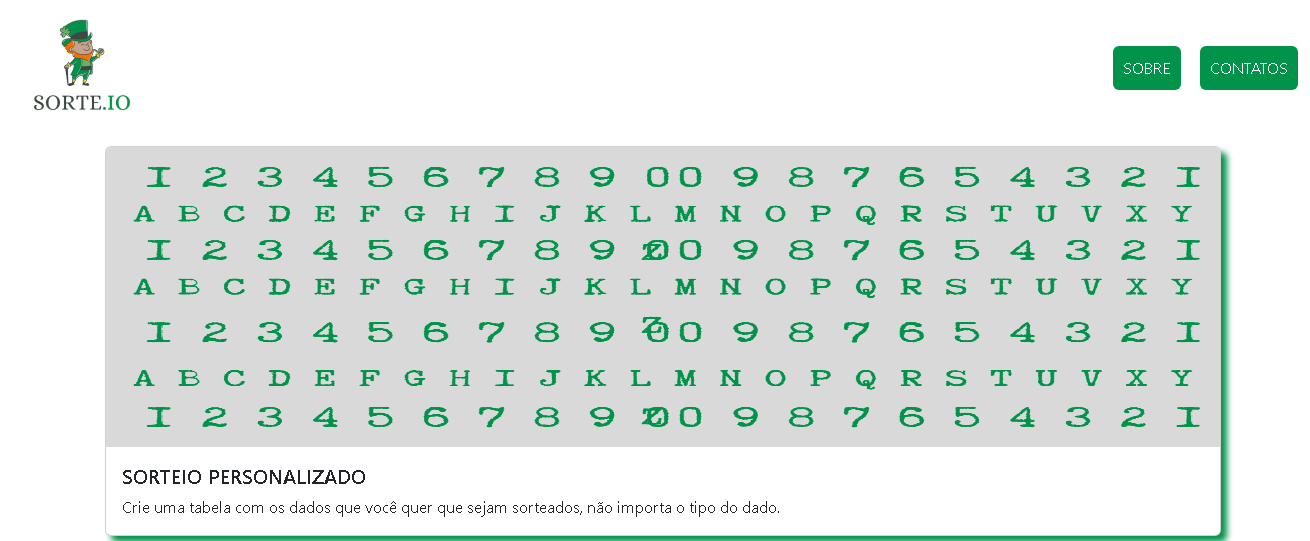 SORTE.IO
SOBRE CONTATOS
I 2 3 4 5 6 7 8 9 0 0 9 8 7 6 5 4 3 2 I
A B C D E F G H I J K L M N O P Q R S T U V X Y
I 2 3 4 5 6 7 8 9 0 0 9 8 7 6 5 4 3 2 I
Z
A B C D E F G H I J K L M N O P Q R S T U V X Y
I 2 3 4 5 6 7 8 9 0 0 9 8 7 6 5 4 3 2 I
Z
A B C D E F G H I J K L M N O P Q R S T U V X Y
I 2 3 4 5 6 7 8 9 0 0 9 8 7 6 5 4 3 2 I
Z
SORTEIO PERSONALIZADO
Crie uma tabela com os dados que você quer que sejam sorteados, não importa o tipo do dado.